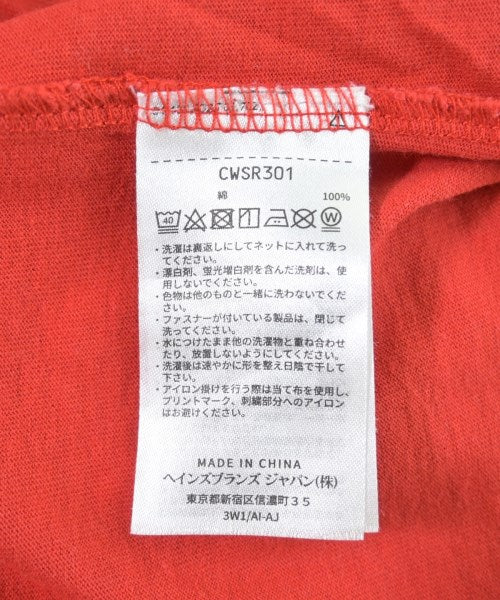 CWSR301
綿 100%
40
・洗濯は裏返しにしてネットに入れて洗っ
てください。
・漂白剤、蛍光増白剤を含んだ洗剤は、使
用しないでください。
・色物は他のものと一緒に洗わないでくだ
さい。
・ファスナーが付いている製品は、閉じて
洗ってください。
・水につけたまま他の洗濯物と重ね合わせ
たり、放置しないようにしてください。
・洗濯後は速やかに形を整え日陰で干して
下さい。
・アイロン掛けを行う際は当て布を使用し、
プリントマーク、刺繍部分へのアイロン
はお避けください。
MADE IN CHINA
ヘインズブランズ ジャパン(株)
東京都新宿区信濃町35
3W1/AI-AJ